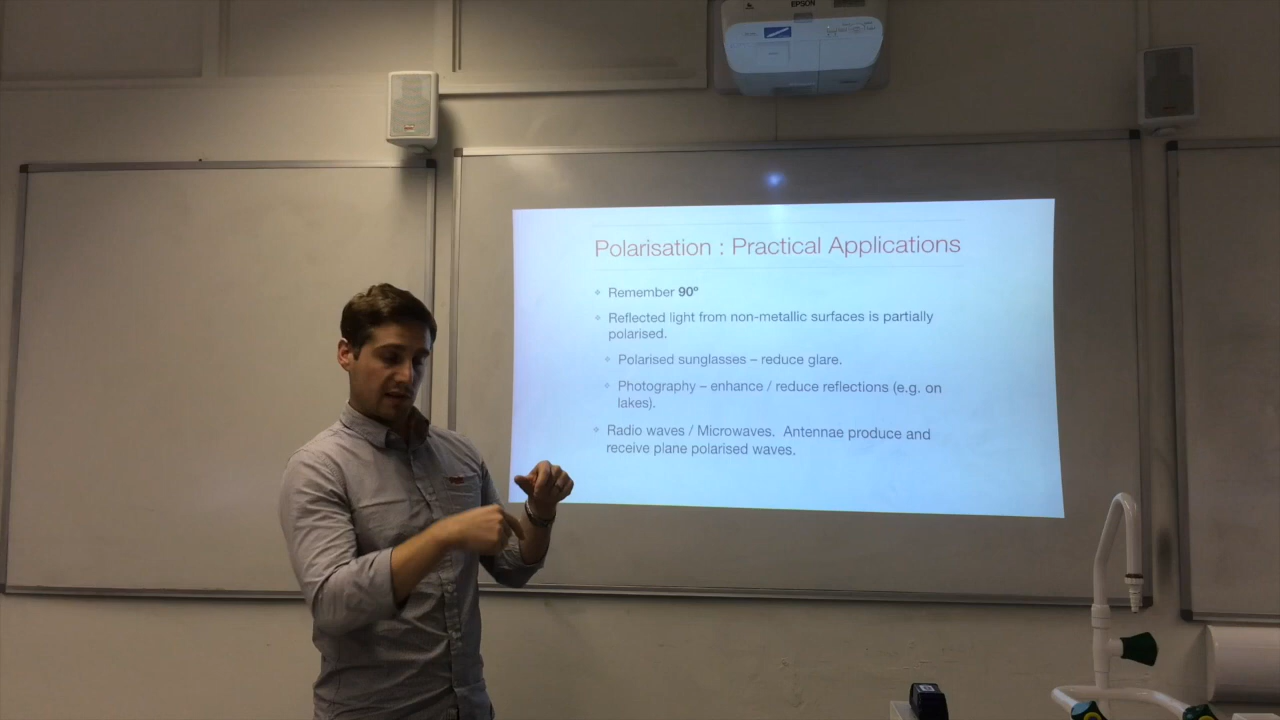 EPSON
Polarisation : Practical Applications
Remember 90º
Reflected light from non-metallic surfaces is partially
polarised.
Polarised sunglasses – reduce glare.
Photography – enhance / reduce reflections (e.g. on
lakes).
Radio waves / Microwaves. Antennae produce and
receive plane polarised waves.